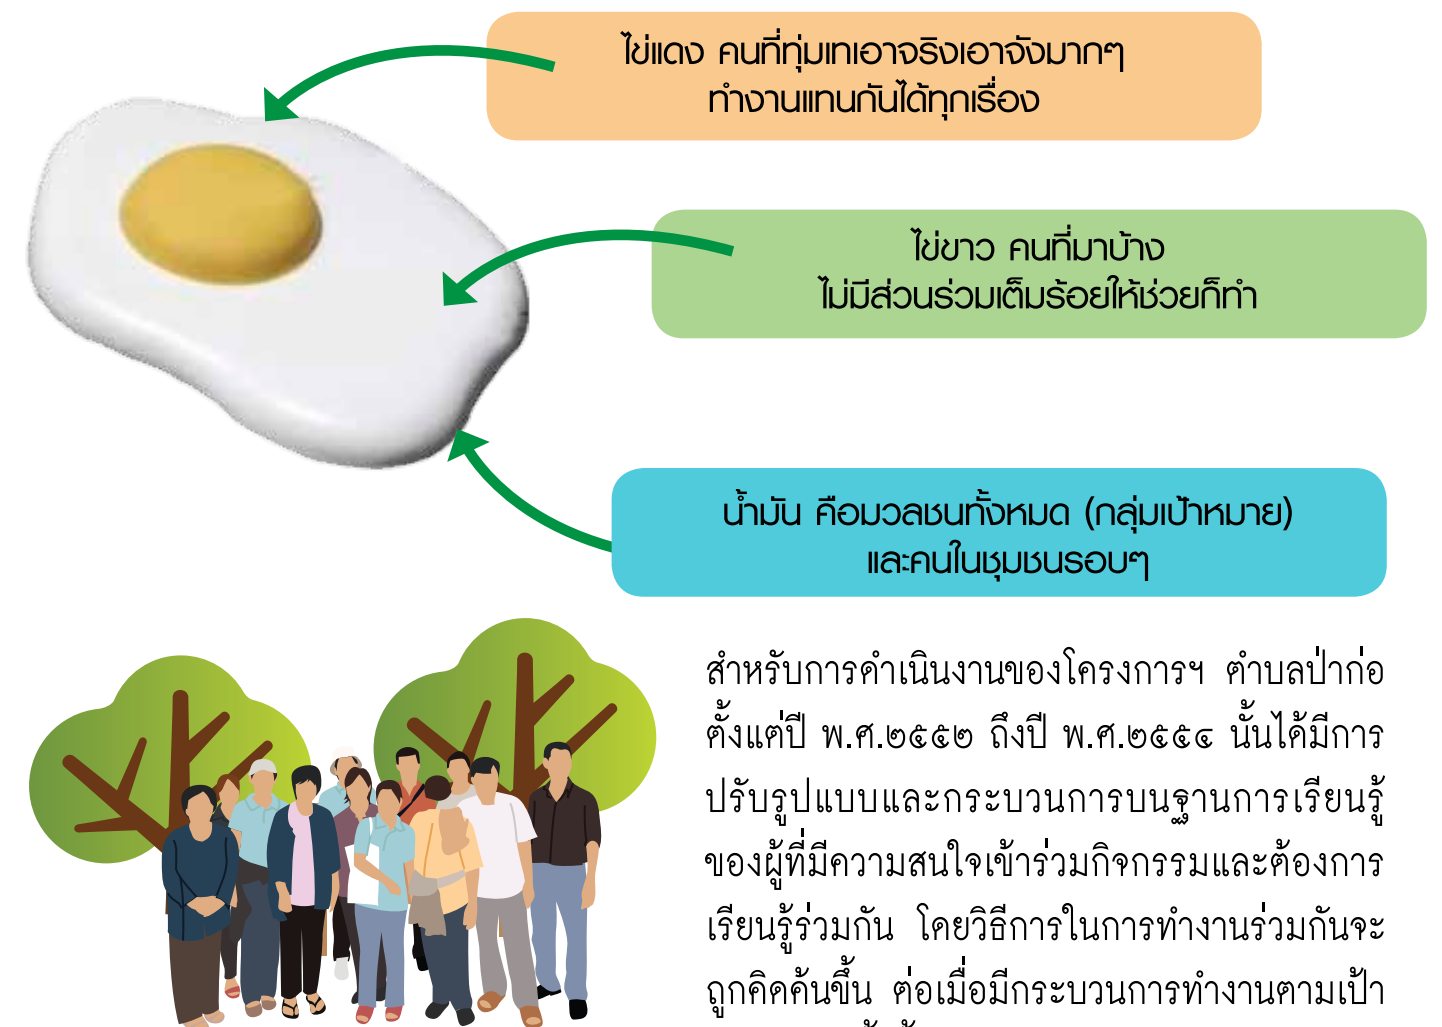 ไข่แดง คนที่ทุ่มเทเอาจริงเอาจังมากๆ
ทำงานแทนกันได้ทุกเรื่อง
ไข่ขาว คนที่มาบ้าง
ไม่มีส่วนร่วมเต็มร้อยให้ช่วยก็ทำ
น้ำมัน คือมวลชนทั้งหมด (กลุ่มเป้าหมาย)
และคนในชุมชนรอบๆ
สำหรับการดำเนินงานของโครงการฯ ตำบลป่าก่อ
ตั้งแต่ปี พ.ศ.๒๕๕๒ ถึงปี พ.ศ.๒๕๕๔ นั้นได้มีการ
ปรับรูปแบบและกระบวนการบนฐานการเรียนรู้
ของผู้ที่มีความสนใจเข้าร่วมกิจกรรมและต้องการ
เรียนรู้ร่วมกัน โดยวิธีการในการทำงานร่วมกันจะ
ถูกคิดค้นขึ้น ต่อเมื่อมีกระบวนการทำงานตามเป้า